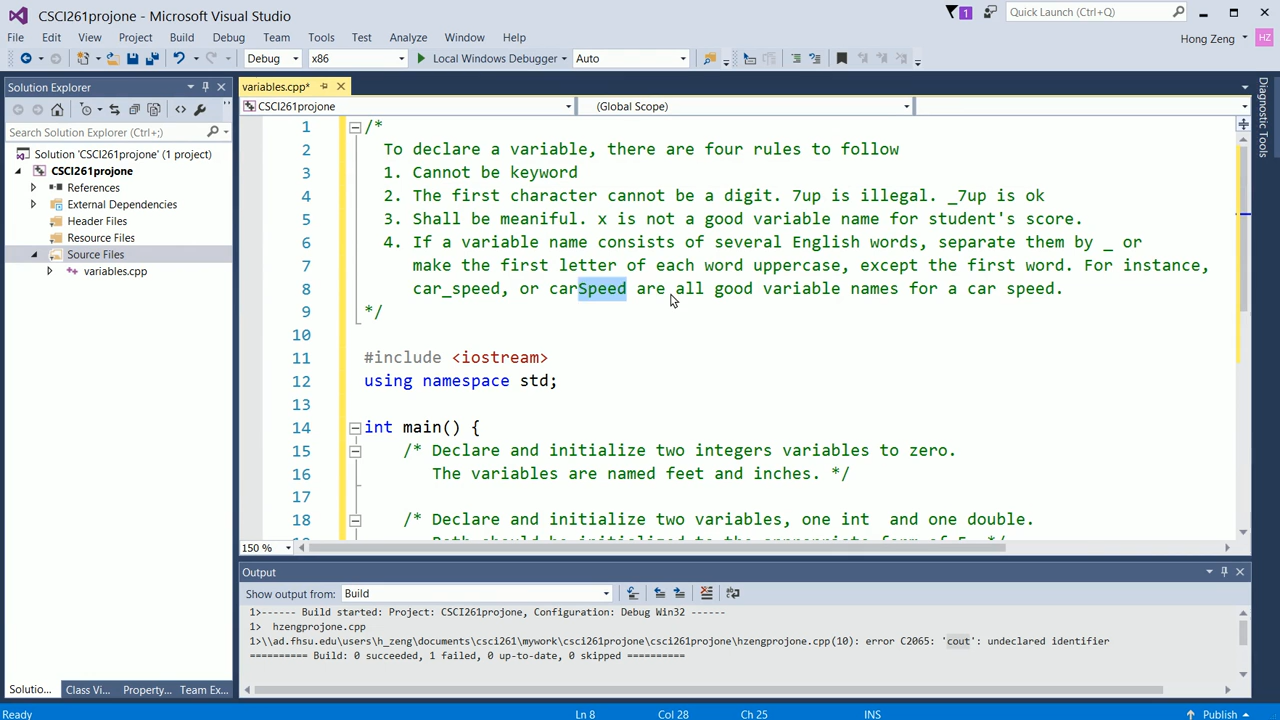 CSCI261projone - Microsoft Visual Studio
1
Quick Launch (Ctrl+Q)
File Edit View Project Build Debug Team Tools Test Analyze Window Help
Hong Zeng HZ
Debug x86 Local Windows Debugger Auto
Solution Explorer
Search Solution Explorer (Ctrl+;)
Solution 'CSCI261projone' (1 project)
CSCI261projone
References
External Dependencies
Header Files
Resource Files
Source Files
variables.cpp
Solutio... Class Vi... Property... Team Ex...
variables.cpp*
CSCI261projone (Global Scope)
1 /*
2 To declare a variable, there are four rules to follow
3 1. Cannot be keyword
4 2. The first character cannot be a digit. 7up is illegal. _7up is ok
5 3. Shall be meaniful. x is not a good variable name for student's score.
6 4. If a variable name consists of several English words, separate them by _ or
7 make the first letter of each word uppercase, except the first word. For instance,
8 car_speed, or carSpeed are all good variable names for a car speed.
9 */
10
11 #include <iostream>
12 using namespace std;
13
14 int main() {
15 /* Declare and initialize two integers variables to zero.
16 The variables are named feet and inches. */
17
18 /* Declare and initialize two variables, one int  and one double.
Both should be initialized to the appropriate form of 5. */
150 %
Diagnostic Tools
Output
Show output from: Build
1>------ Build started: Project: CSCI261projone, Configuration: Debug Win32 ------
1>  hzengprojone.cpp
1>\\ad.fhsu.edu\users\h_zeng\documents\csci261\mywork\csci261projone\csci261projone\hzengprojone.cpp(10): error C2065: 'cout': undeclared identifier
========== Build: 0 succeeded, 1 failed, 0 up-to-date, 0 skipped ==========
Ready Ln 8 Col 28 Ch 25 INS Publish